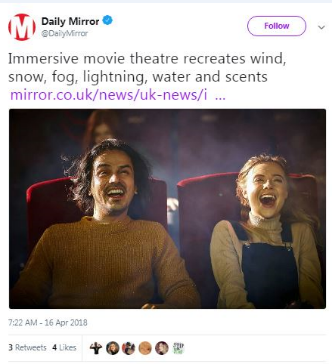 Daily Mirror
@DailyMirror
Follow
Immersive movie theatre recreates wind,
snow, fog, lightning, water and scents
mirror.co.uk/news/uk-news/i ...
7:22 AM - 16 Apr 2018
3 Retweets 4 Likes